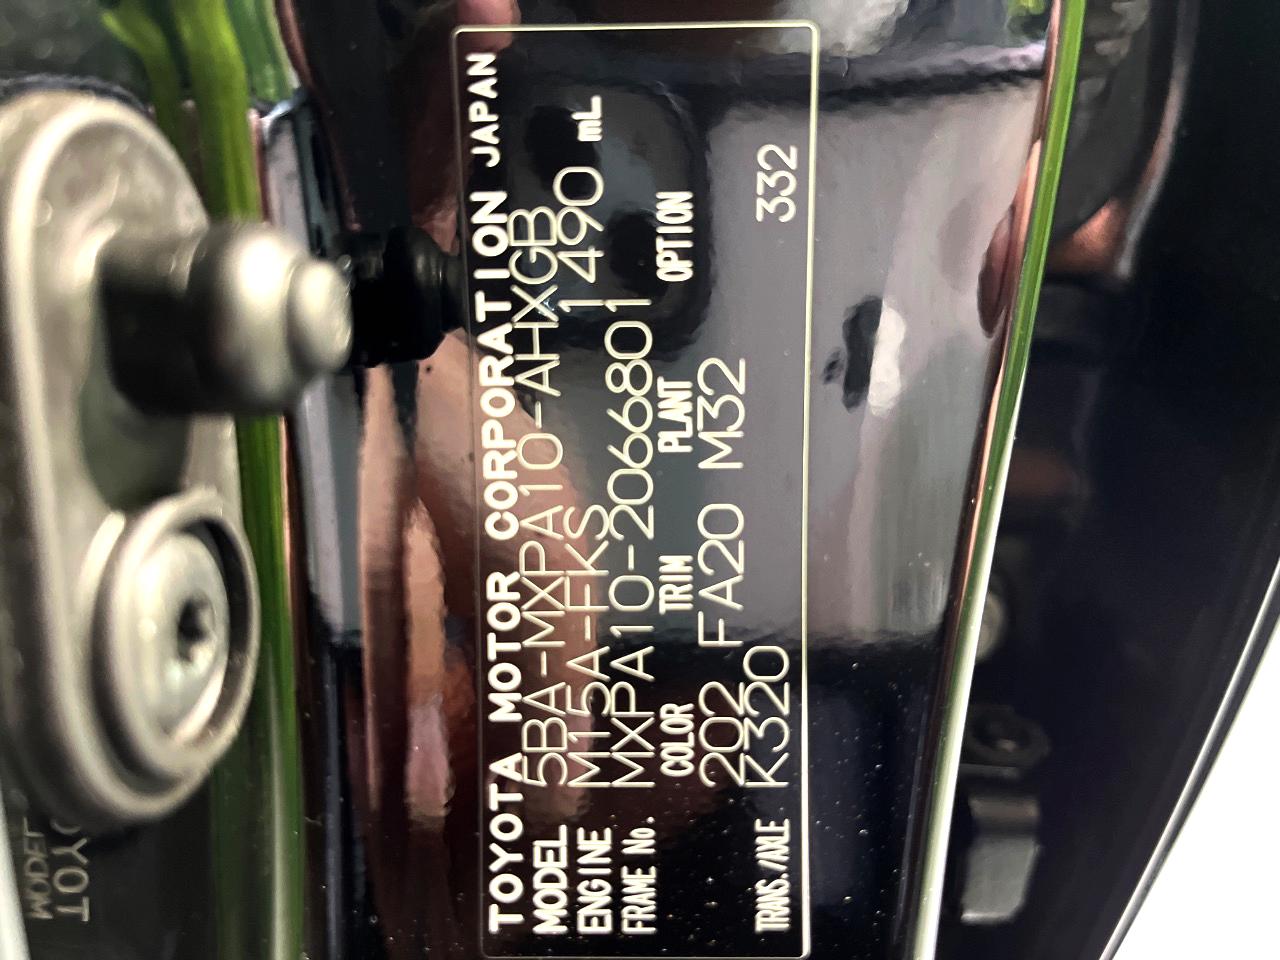 TOYOTA MOTOR CORPORATION JAPAN
MODEL 5BA-MXPA10-AHXGB
ENGINE M15A-FKS 1490 mL
FRAME No. MXPA10-2066801
COLOR TRIM PLANT OPTION
202 FA20 M32
TRANS./AXLE K320 332
MODEL